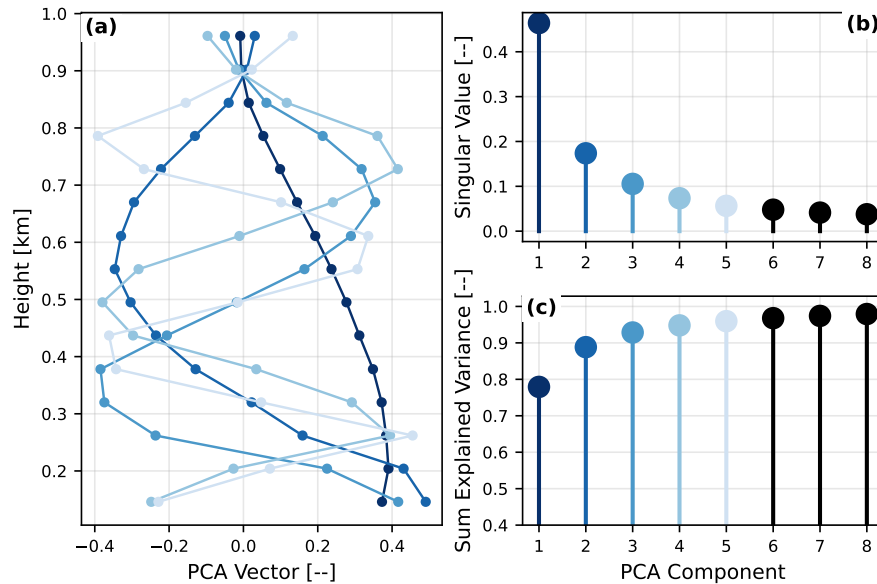 (a)
1.0
0.9
0.8
0.7
0.6
0.5
0.4
0.3
0.2
Height [km]
−0.4 −0.2 0.0 0.2 0.4
PCA Vector [--]
(b)
0.4
0.3
0.2
0.1
0.0
Singular Value [--]
1 2 3 4 5 6 7 8
(c)
1.0
0.9
0.8
0.7
0.6
0.5
0.4
Sum Explained Variance [--]
1 2 3 4 5 6 7 8
PCA Component